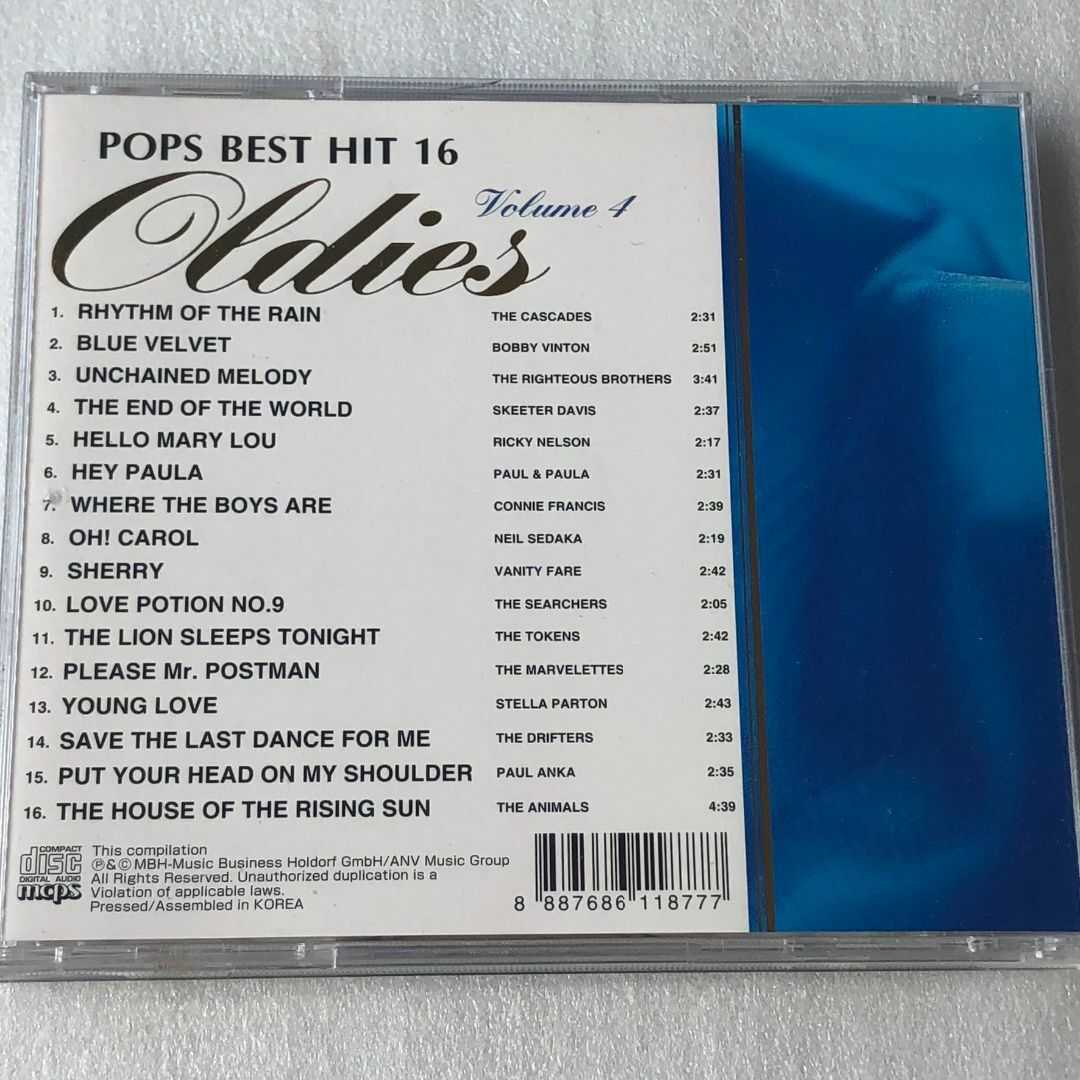 POPS BEST HIT 16
Oldies Volume 4
1. RHYTHM OF THE RAIN THE CASCADES 2:31
2. BLUE VELVET BOBBY VINTON 2:51
3. UNCHAINED MELODY THE RIGHTEOUS BROTHERS 3:41
4. THE END OF THE WORLD SKEETER DAVIS 2:37
5. HELLO MARY LOU RICKY NELSON 2:17
6. HEY PAULA PAUL & PAULA 2:31
7. WHERE THE BOYS ARE CONNIE FRANCIS 2:39
8. OH! CAROL NEIL SEDAKA 2:19
9. SHERRY VANITY FARE 2:42
10. LOVE POTION NO.9 THE SEARCHERS 2:05
11. THE LION SLEEPS TONIGHT THE TOKENS 2:42
12. PLEASE Mr. POSTMAN THE MARVELETTES 2:28
13. YOUNG LOVE STELLA PARTON 2:43
14. SAVE THE LAST DANCE FOR ME THE DRIFTERS 2:33
15. PUT YOUR HEAD ON MY SHOULDER PAUL ANKA 2:35
16. THE HOUSE OF THE RISING SUN THE ANIMALS 4:39
COMPACT
disc
DIGITAL AUDIO
mcps
This compilation
℗&©MBH-Music Business Holdorf GmbH/ANV Music Group
All Rights Reserved. Unauthorized duplication is a
Violation of applicable laws.
Pressed/Assembled in KOREA
8 887686 118777